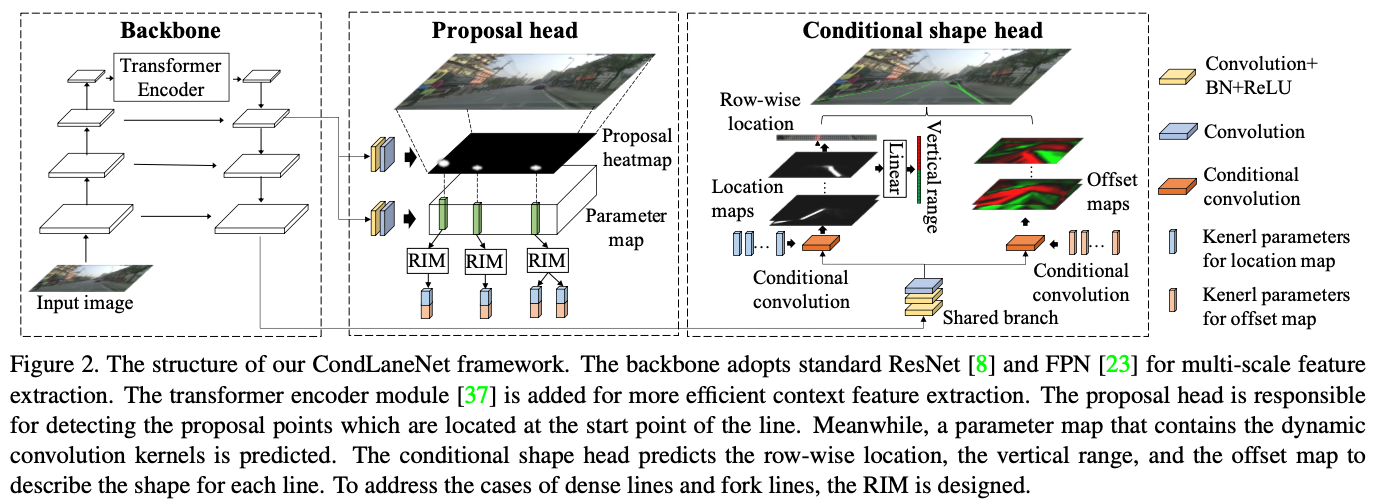 Backbone
Transformer
Encoder
Input image
Proposal head
Proposal
heatmap
Parameter
map
RIM
RIM
RIM
Conditional shape head
Row-wise
location
Location
maps
Linear
Vertical range
Offset
maps
Conditional
convolution
Conditional
convolution
Shared branch
Convolution+
BN+ReLU
Convolution
Conditional
convolution
Kenerl parameters
for location map
Kenerl parameters
for offset map
Figure 2. The structure of our CondLaneNet framework. The backbone adopts standard ResNet [8] and FPN [23] for multi-scale feature
extraction. The transformer encoder module [37] is added for more efficient context feature extraction. The proposal head is responsible
for detecting the proposal points which are located at the start point of the line. Meanwhile, a parameter map that contains the dynamic
convolution kernels is predicted. The conditional shape head predicts the row-wise location, the vertical range, and the offset map to
describe the shape for each line. To address the cases of dense lines and fork lines, the RIM is designed.